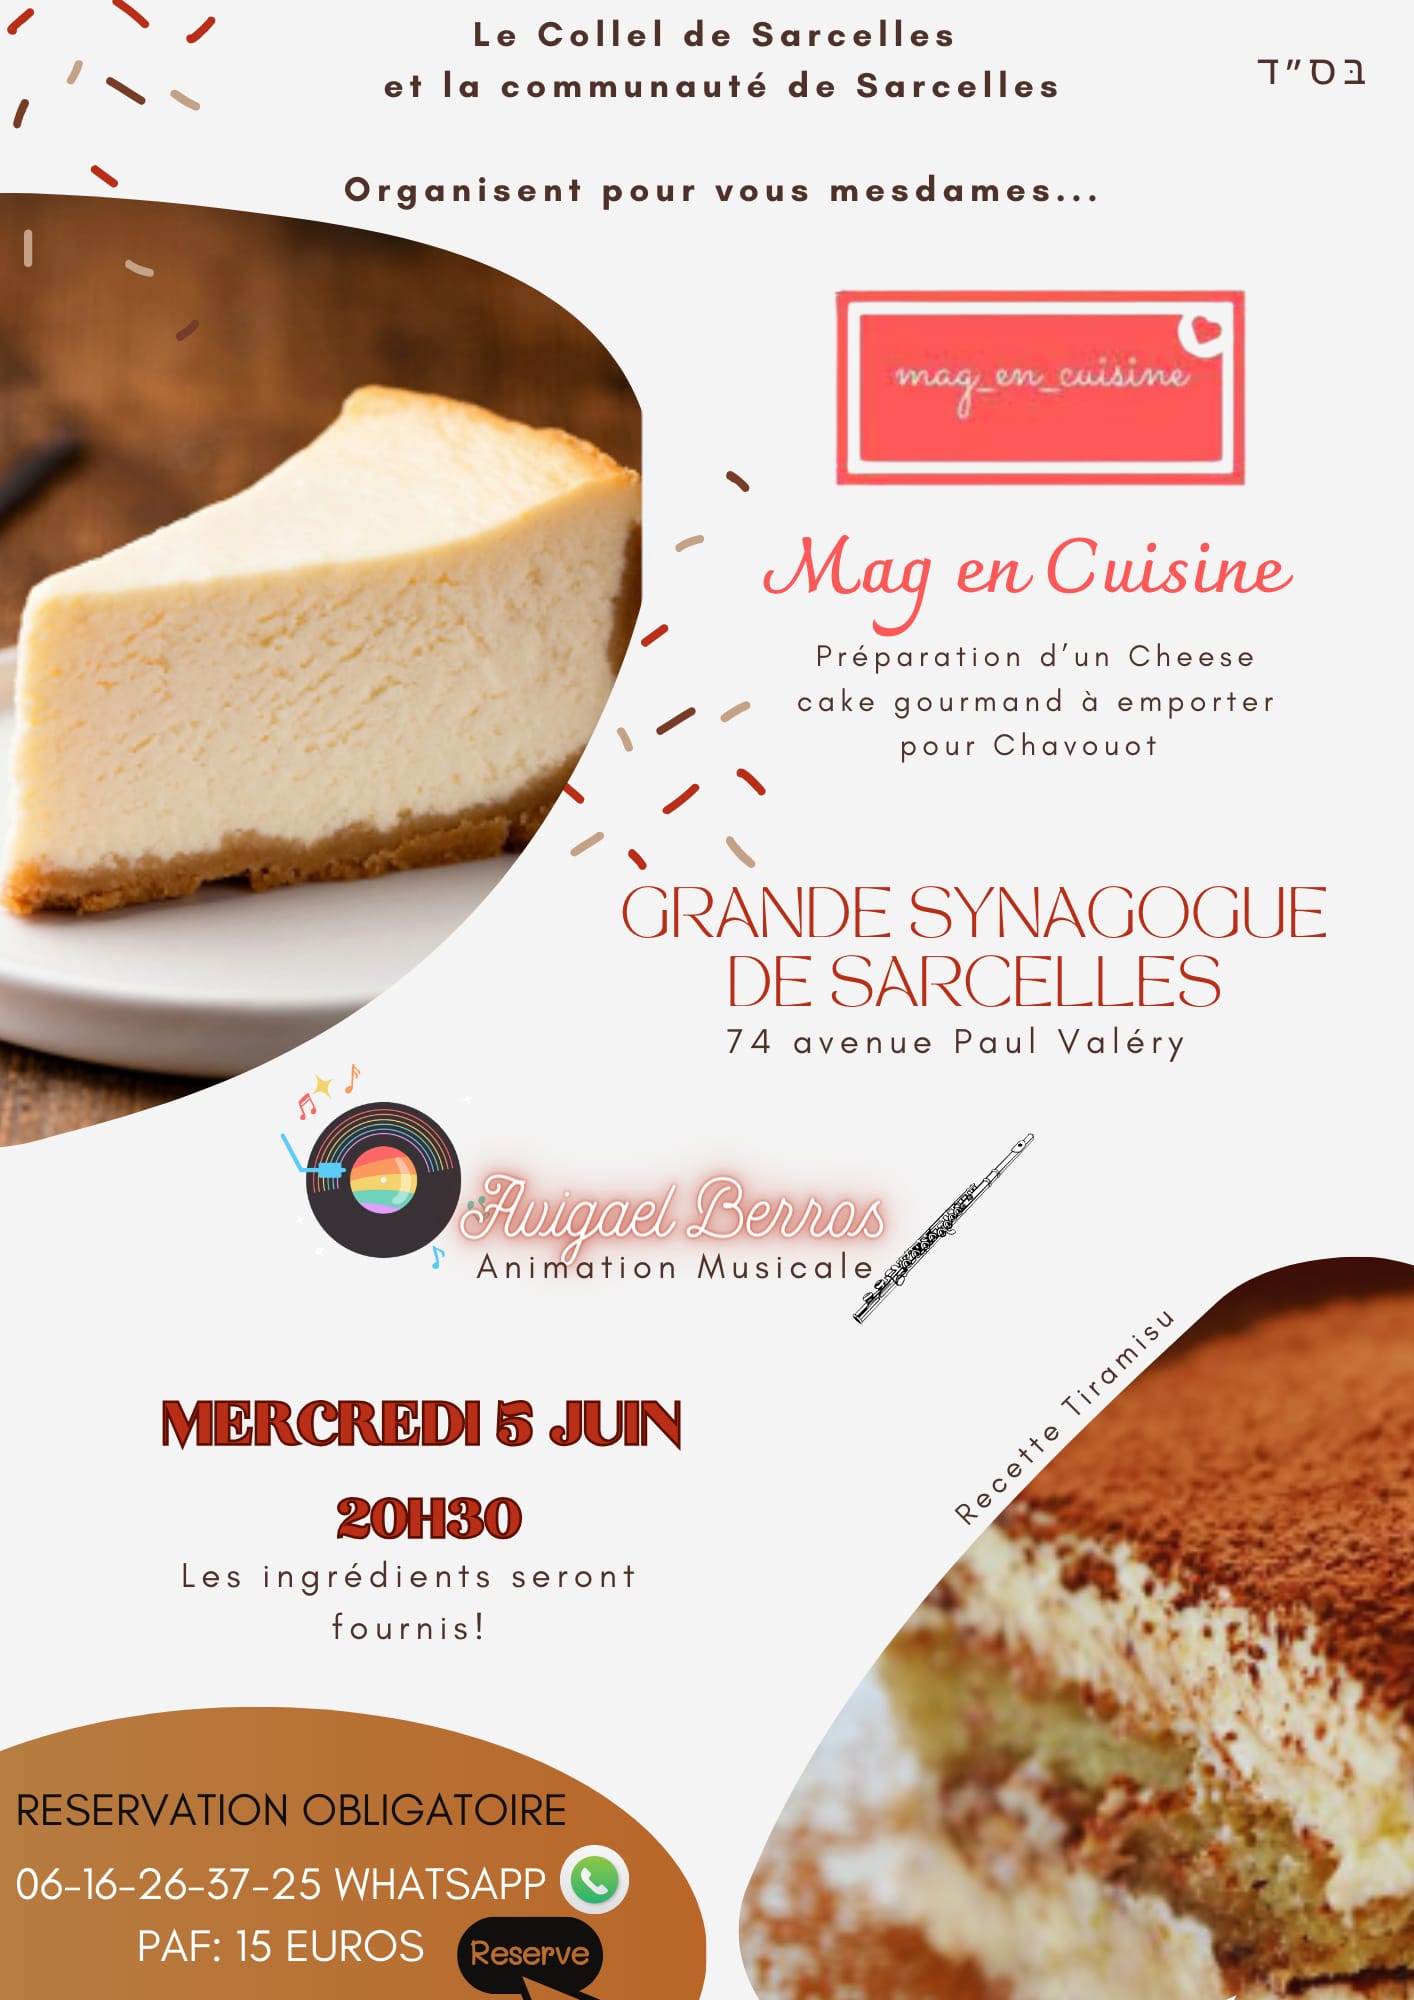 Le Collel de Sarcelles
et la communauté de Sarcelles
בס״ד
Organisent pour vous mesdames...
mag_en_cuisine
Mag en Cuisine
Préparation d’un Cheese
cake gourmand à emporter
pour Chavouot
GRANDE SYNAGOGUE
DE SARCELLES
74 avenue Paul Valéry
Avigael Berros
Animation Musicale
Recette Tiramisu
MERCREDI 5 JUIN
20H30
Les ingrédients seront
fournis!
RESERVATION OBLIGATOIRE
06-16-26-37-25 WHATSAPP
PAF: 15 EUROS
Reserve